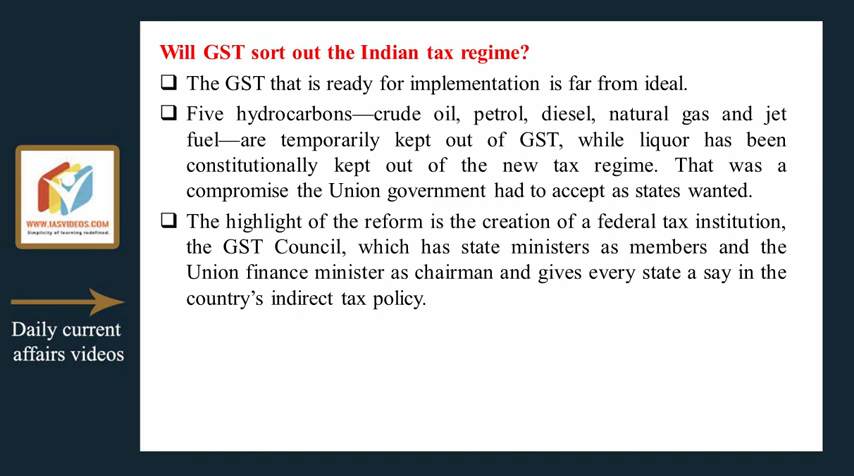 Will GST sort out the Indian tax regime?
❑ The GST that is ready for implementation is far from ideal.
❑ Five hydrocarbons—crude oil, petrol, diesel, natural gas and jet
fuel—are temporarily kept out of GST, while liquor has been
constitutionally kept out of the new tax regime. That was a
compromise the Union government had to accept as states wanted.
❑ The highlight of the reform is the creation of a federal tax institution,
the GST Council, which has state ministers as members and the
Union finance minister as chairman and gives every state a say in the
country's indirect tax policy.
WWW.IASVIDEOS.COM
Simplicity of learning redefined.
Daily current
affairs videos